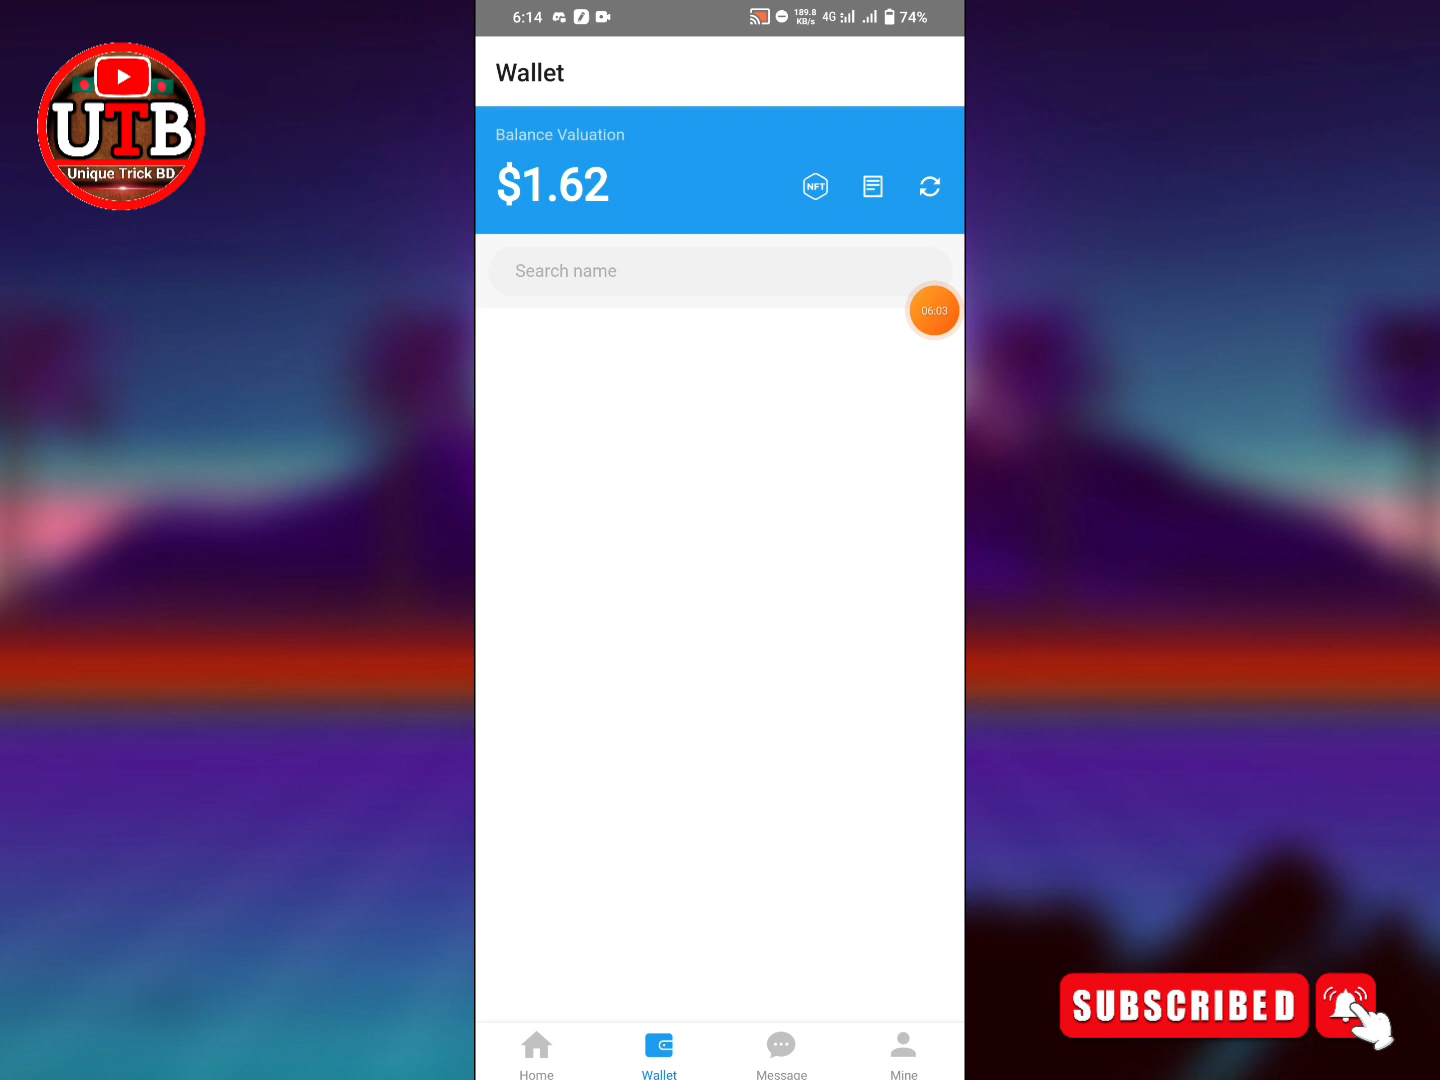 6:14
189.8
KB/s
4G
74%
UTB
Unique Trick BD
Wallet
Balance Valuation
$1.62
NFT
Search name
06:03
SUBSCRIBED
Home
Wallet
Message
Mine